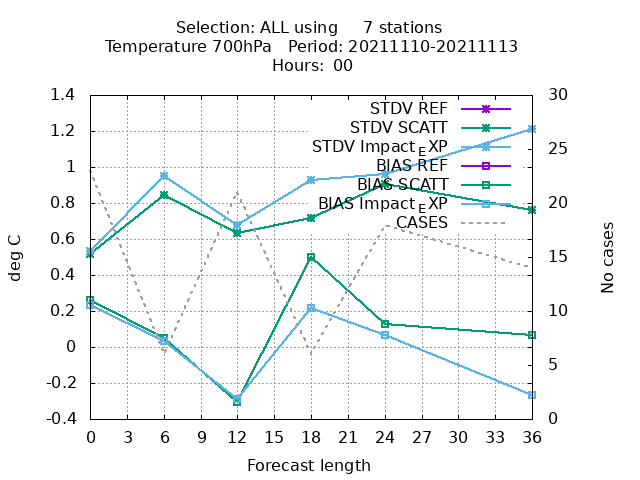 Selection: ALL using 7 stations
Temperature 700hPa Period: 20211110-20211113
Hours: 00
1.4
1.2
1
0.8
0.6
0.4
0.2
0
-0.2
-0.4
deg C
STDV REF
STDV SCATT
STDV Impact_EXP
BIAS REF
BIAS SCATT
BIAS Impact_EXP
CASES
30
25
20
15
10
5
0
No cases
0 3 6 9 12 15 18 21 24 27 30 33 36
Forecast length